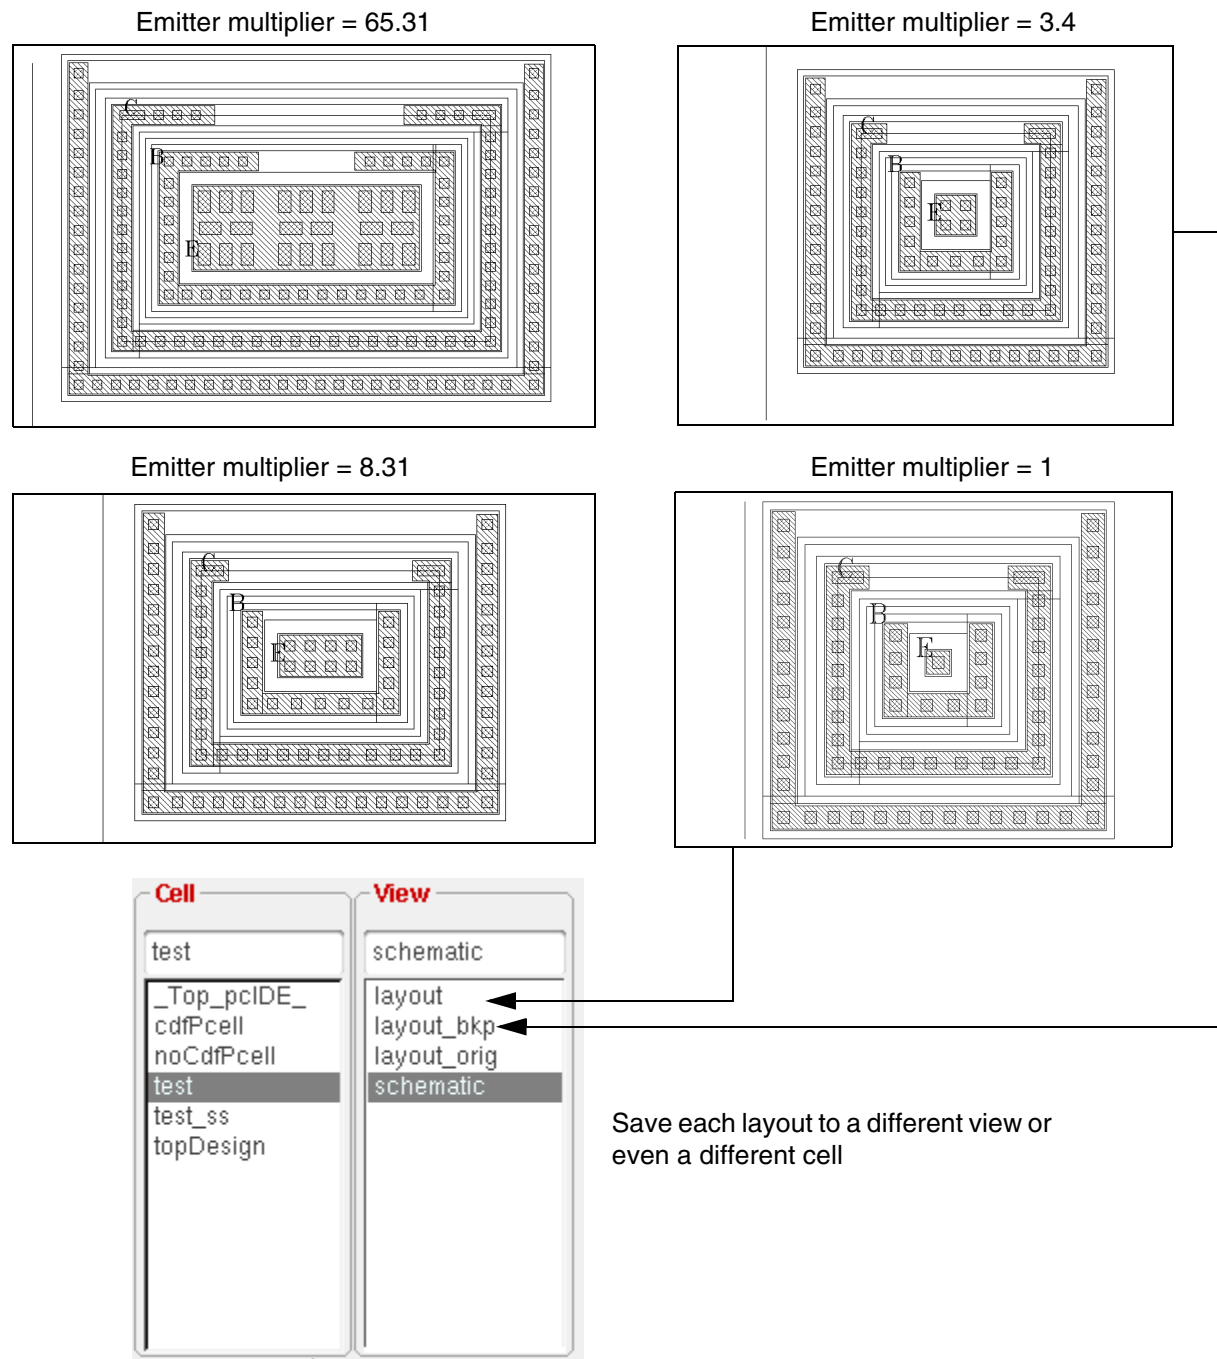 Emitter multiplier = 65.31
Emitter multiplier = 3.4
C
B
E
C
B
E
Emitter multiplier = 8.31
Emitter multiplier = 1
C
B
E
C
B
E
Cell
View
test
schematic
_Top_pcIDE_
cdfPcell
noCdfPcell
test
test_ss
topDesign
layout
layout_bkp
layout_orig
schematic
Save each layout to a different view or
even a different cell